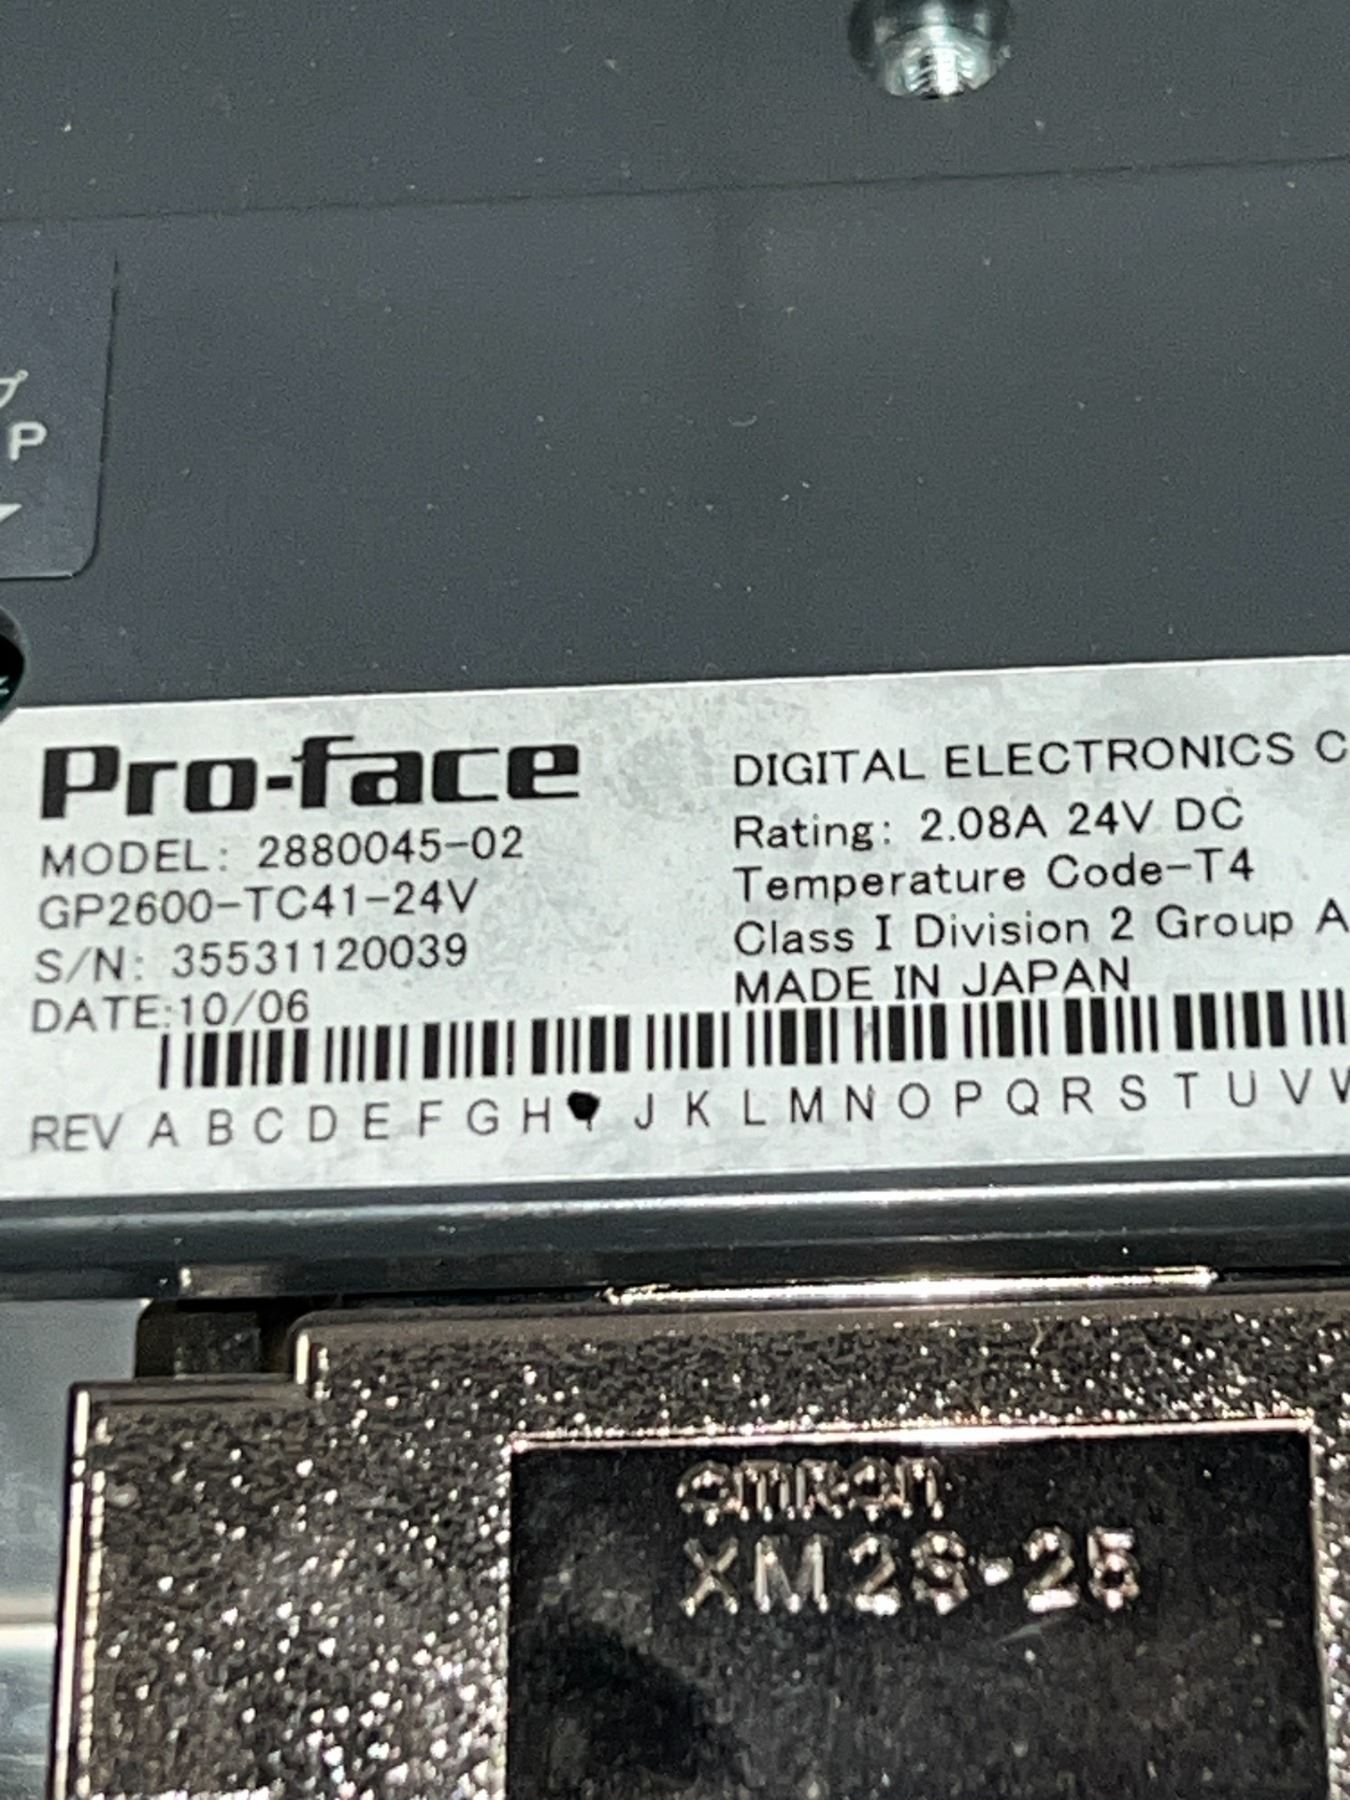 P
Pro-face
MODEL: 2880045-02
GP2600-TC41-24V
S/N: 35531120039
DATE:10/06
DIGITAL ELECTRONICS C
Rating: 2.08A 24V DC
Temperature Code-T4
Class I Division 2 Group A
MADE IN JAPAN
REV A B C D E F G H I J K L M N O P Q R S T U V W
omron
XM2S-25